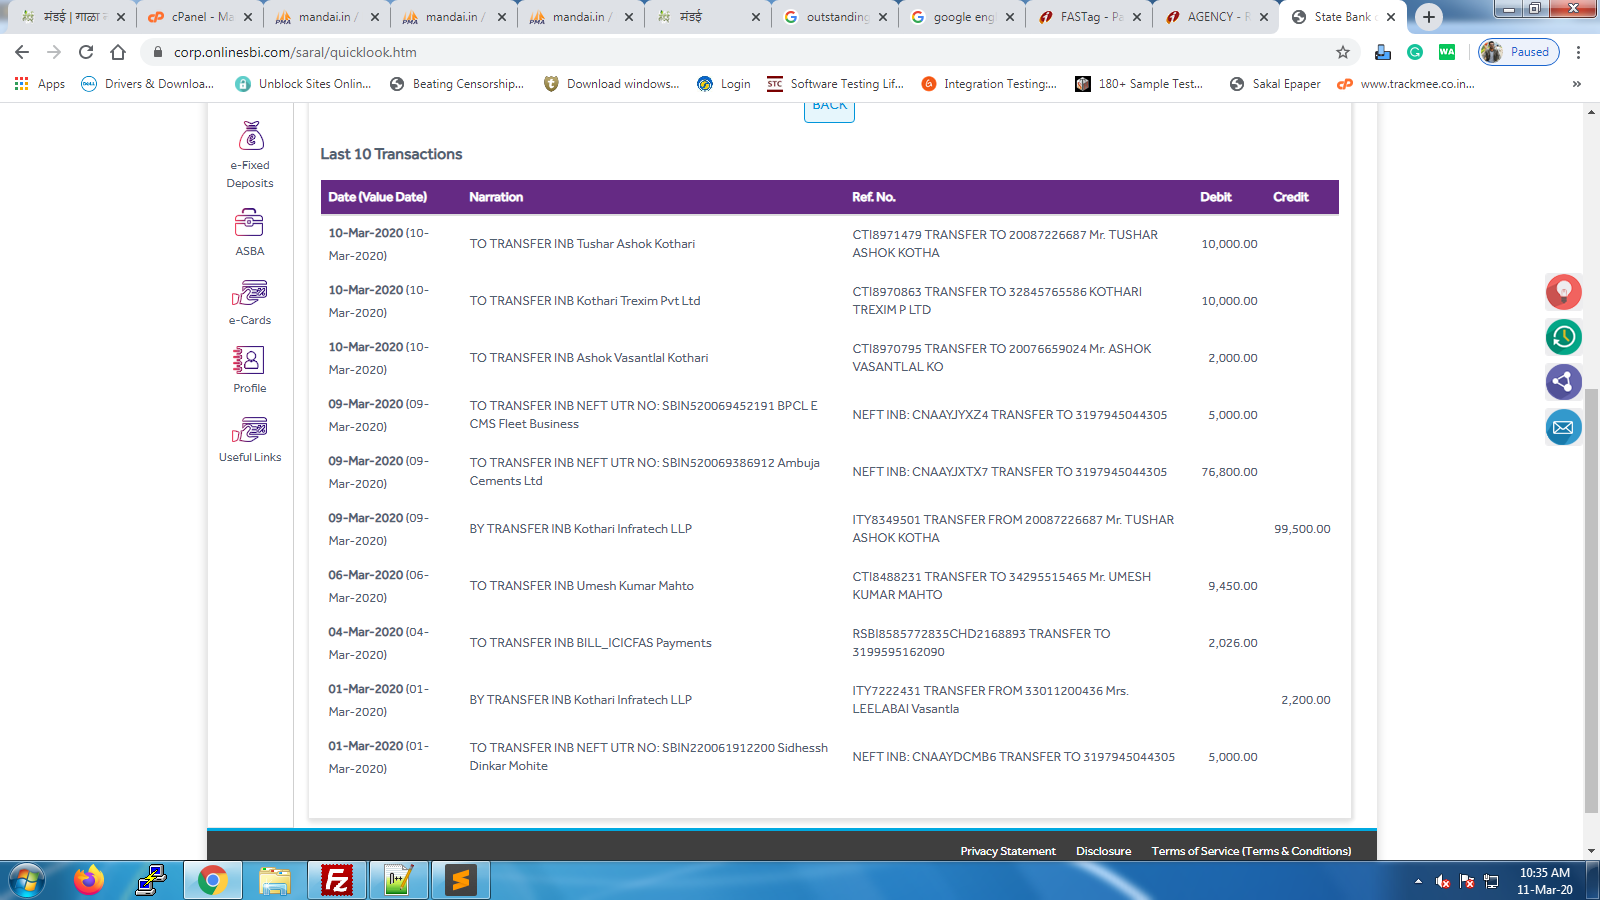 मंडई | गाळा
cPanel - Ma
mandai.in /
mandai.in /
mandai.in /
मंडई
outstanding
google eng
FASTag - Pa
AGENCY - R
State Bank
corp.onlinesbi.com/saral/quicklook.htm
Paused
Apps
Drivers & Downloa...
Unblock Sites Onlin...
Beating Censorship...
Download windows...
Login
Software Testing Lif...
Integration Testing:...
180+ Sample Test...
Sakal Epaper
www.trackmee.co.in...
»
BACK
e-Fixed
Deposits
ASBA
e-Cards
Profile
Useful Links
Last 10 Transactions
Date (Value Date) Narration Ref. No. Debit Credit
10-Mar-2020 (10-
Mar-2020)
TO TRANSFER INB Tushar Ashok Kothari
CTI8971479 TRANSFER TO 20087226687 Mr. TUSHAR
ASHOK KOTHA
10,000.00
10-Mar-2020 (10-
Mar-2020)
TO TRANSFER INB Kothari Trexim Pvt Ltd
CTI8970863 TRANSFER TO 32845765586 KOTHARI
TREXIM P LTD
10,000.00
10-Mar-2020 (10-
Mar-2020)
TO TRANSFER INB Ashok Vasantlal Kothari
CTI8970795 TRANSFER TO 20076659024 Mr. ASHOK
VASANTLAL KO
2,000.00
09-Mar-2020 (09-
Mar-2020)
TO TRANSFER INB NEFT UTR NO: SBIN520069452191 BPCL E
CMS Fleet Business
NEFT INB: CNAAYJYXZ4 TRANSFER TO 3197945044305
5,000.00
09-Mar-2020 (09-
Mar-2020)
TO TRANSFER INB NEFT UTR NO: SBIN520069386912 Ambuja
Cements Ltd
NEFT INB: CNAAYJXTX7 TRANSFER TO 3197945044305
76,800.00
09-Mar-2020 (09-
Mar-2020)
BY TRANSFER INB Kothari Infratech LLP
ITY8349501 TRANSFER FROM 20087226687 Mr. TUSHAR
ASHOK KOTHA
99,500.00
06-Mar-2020 (06-
Mar-2020)
TO TRANSFER INB Umesh Kumar Mahto
CTI8488231 TRANSFER TO 34295515465 Mr. UMESH
KUMAR MAHTO
9,450.00
04-Mar-2020 (04-
Mar-2020)
TO TRANSFER INB BILL_ICICFAS Payments
RSBI8585772835CHD2168893 TRANSFER TO
3199595162090
2,026.00
01-Mar-2020 (01-
Mar-2020)
BY TRANSFER INB Kothari Infratech LLP
ITY7222431 TRANSFER FROM 33011200436 Mrs.
LEELABAI Vasantla
2,200.00
01-Mar-2020 (01-
Mar-2020)
TO TRANSFER INB NEFT UTR NO: SBIN220061912200 Sidhessh
Dinkar Mohite
NEFT INB: CNAAYDCMB6 TRANSFER TO 3197945044305
5,000.00
Privacy Statement Disclosure Terms of Service (Terms & Conditions)
10:35 AM
11-Mar-20